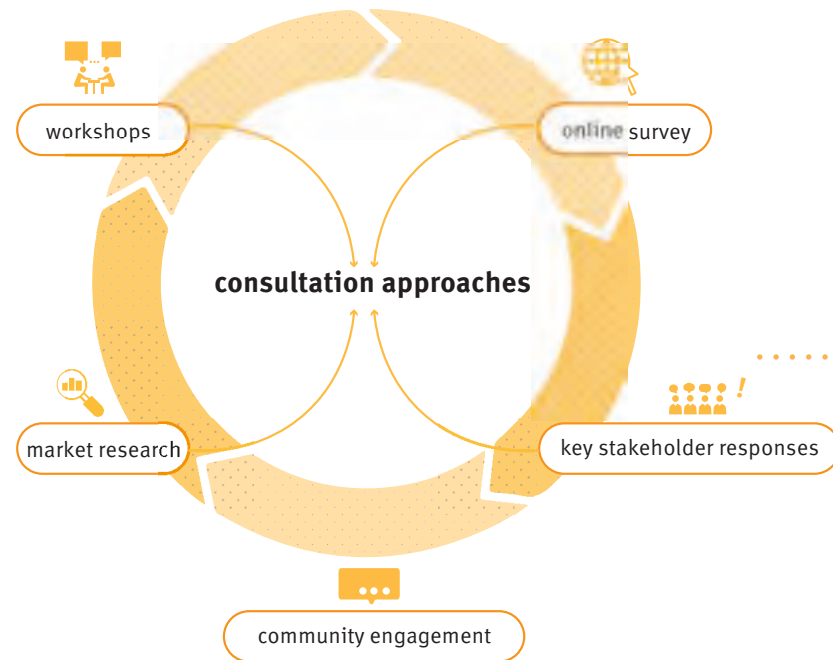 workshops
online survey
consultation approaches
market research
key stakeholder responses
community engagement